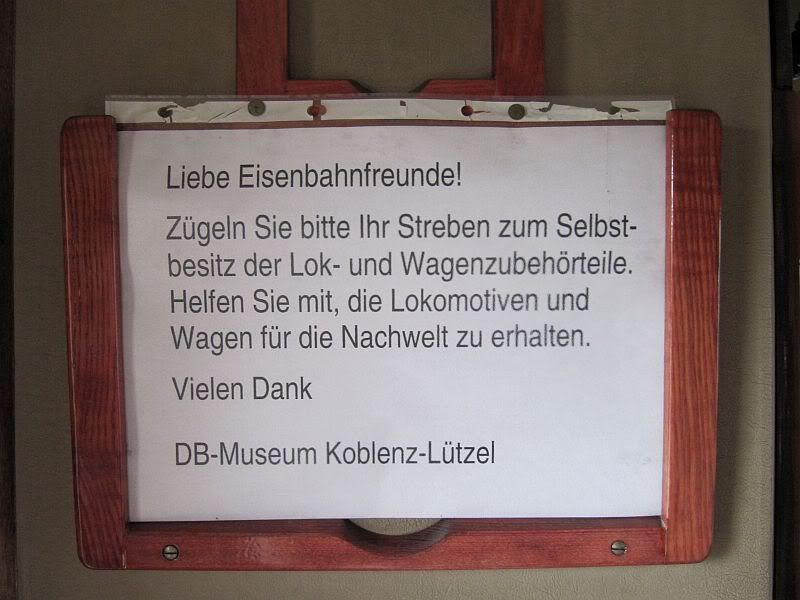 Liebe Eisenbahnfreunde!
Zügeln Sie bitte Ihr Streben zum Selbst-
besitz der Lok- und Wagenzubehörteile.
Helfen Sie mit, die Lokomotiven und
Wagen für die Nachwelt zu erhalten.
Vielen Dank
DB-Museum Koblenz-Lützel